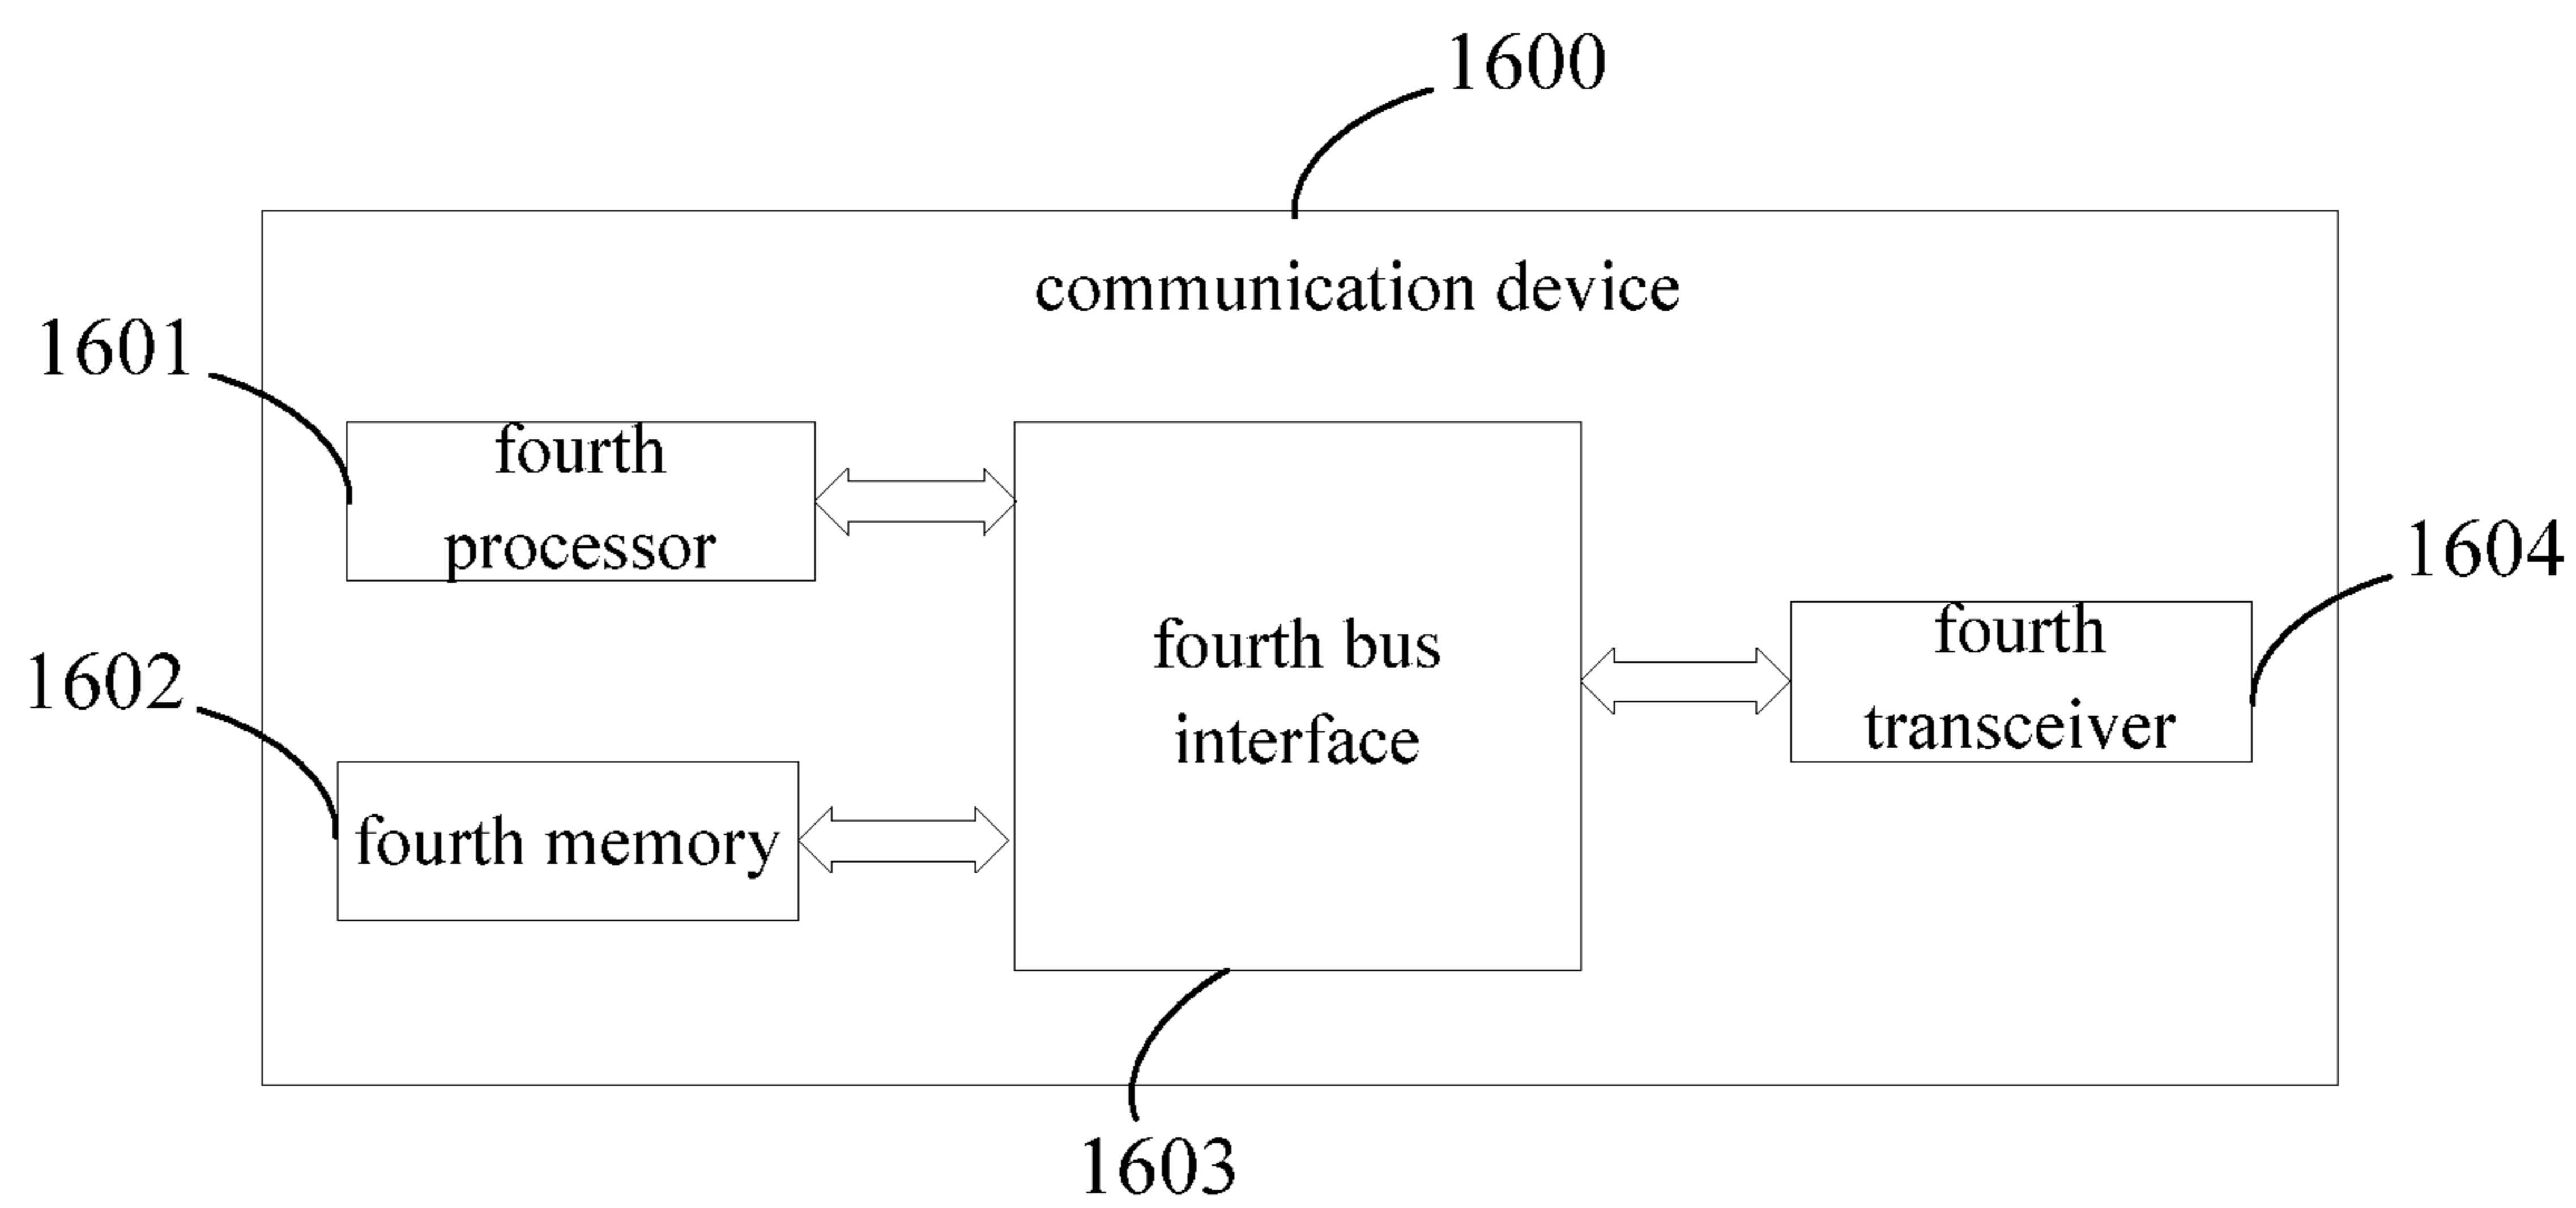 1600
communication device
1601
fourth
processor
1602
fourth memory
fourth bus
interface
1603
1604
fourth
transceiver